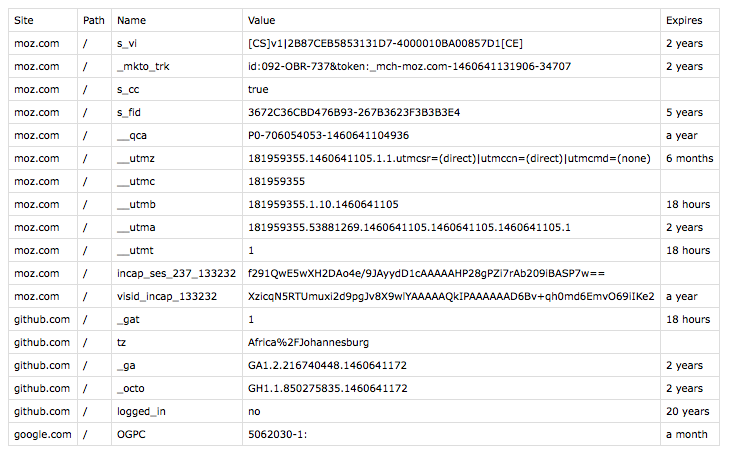 Site Path Name Value Expires
moz.com / s_vi [CS]v1|2B87CEB5853131D7-4000010BA00857D1[CE] 2 years
moz.com / _mkto_trk id:092-OBR-737&token:_mch-moz.com-1460641131906-34707 2 years
moz.com / s_cc true
moz.com / s_fid 3672C36CBD476B93-267B3623F3B3B3E4 5 years
moz.com / __qca P0-706054053-1460641104936 a year
moz.com / __utmz 181959355.1460641105.1.1.utmcsr=(direct)|utmccn=(direct)|utmcmd=(none) 6 months
moz.com / __utmc 181959355
moz.com / __utmb 181959355.1.10.1460641105 18 hours
moz.com / __utma 181959355.53881269.1460641105.1460641105.1460641105.1 2 years
moz.com / __utmt 1 18 hours
moz.com / incap_ses_237_133232 f291QwE5wXH2DAo4e/9JAyydD1cAAAAAHP28gPZi7rAb209iBASP7w==
moz.com / visid_incap_133232 XzicqN5RTUmuxi2d9pgJv8X9wlYAAAAAQkIPAAAAAAD6Bv+qh0md6EmvO69iIKe2 a year
github.com / _gat 1 18 hours
github.com / tz Africa%2FJohannesburg
github.com / _ga GA1.2.216740448.1460641172 2 years
github.com / _octo GH1.1.850275835.1460641172 2 years
github.com / logged_in no 20 years
google.com / OGPC 5062030-1: a month